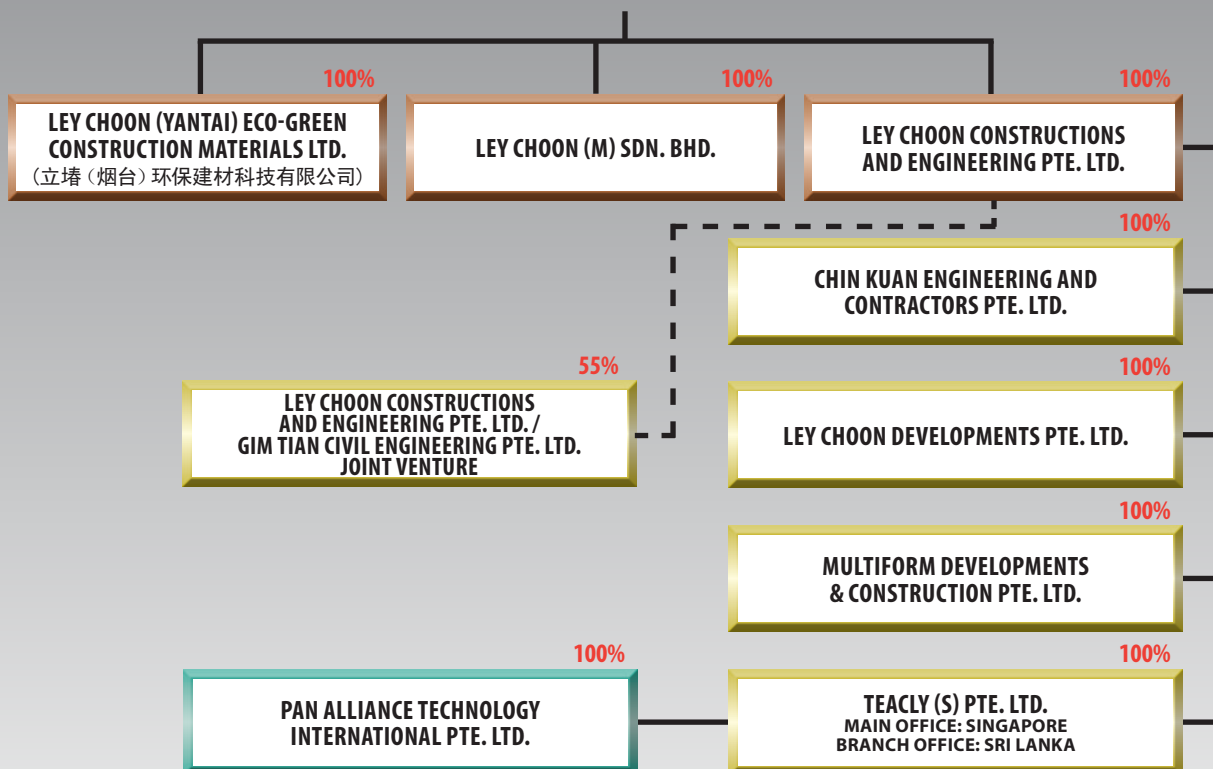 100%
LEY CHOON (YANTAI) ECO-GREEN
CONSTRUCTION MATERIALS LTD.
(立堾(烟台)环保建材科技有限公司)
100%
LEY CHOON (M) SDN. BHD.
100%
LEY CHOON CONSTRUCTIONS
AND ENGINEERING PTE. LTD.
100%
CHIN KUAN ENGINEERING AND
CONTRACTORS PTE. LTD.
55%
LEY CHOON CONSTRUCTIONS
AND ENGINEERING PTE. LTD. /
GIM TIAN CIVIL ENGINEERING PTE. LTD.
JOINT VENTURE
100%
LEY CHOON DEVELOPMENTS PTE. LTD.
100%
MULTIFORM DEVELOPMENTS
& CONSTRUCTION PTE. LTD.
100%
PAN ALLIANCE TECHNOLOGY
INTERNATIONAL PTE. LTD.
100%
TEACLY (S) PTE. LTD.
MAIN OFFICE: SINGAPORE
BRANCH OFFICE: SRI LANKA